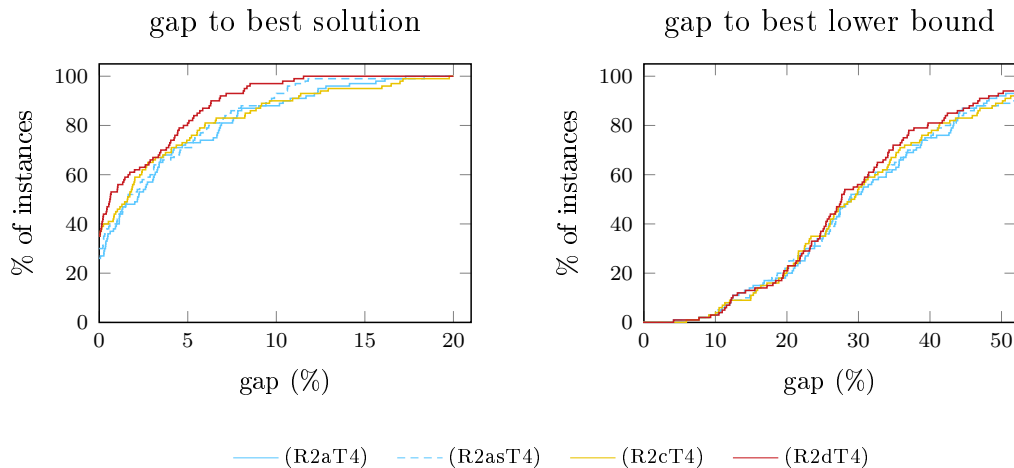 gap to best solution
gap to best lower bound
% of instances
100
80
60
40
20
0
0 5 10 15 20
gap (%)
% of instances
100
80
60
40
20
0
0 10 20 30 40 50
gap (%)
(R2aT4) (R2asT4) (R2cT4) (R2dT4)